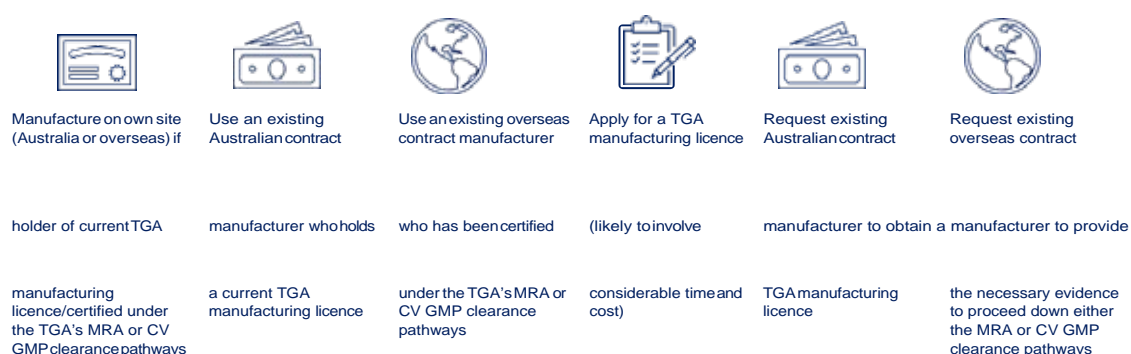 Manufacture on own site
(Australia or overseas) if
holder of current TGA
manufacturing
licence/certified under
the TGA's MRA or CV
GMP clearance pathways
Use an existing
Australian contract
manufacturer who holds
a current TGA
manufacturing licence
Use an existing overseas
contract manufacturer
who has been certified
under the TGA's MRA or
CV GMP clearance
pathways
Apply for a TGA
manufacturing licence
(likely to involve
considerable time and
cost)
Request existing
Australian contract
manufacturer to obtain a
TGA manufacturing
licence
Request existing
overseas contract
manufacturer to provide
the necessary evidence
to proceed down either
the MRA or CV GMP
clearance pathways